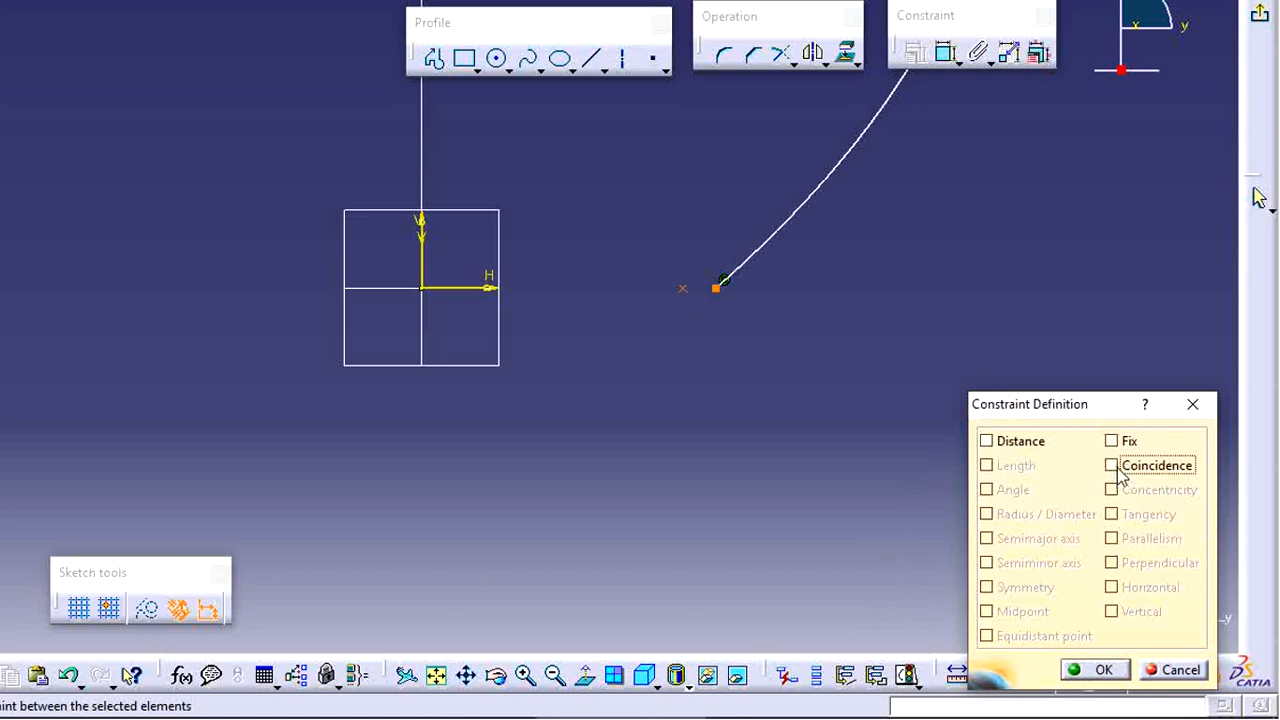 Profile
Operation
Constraint
x
y
V
H
Constraint Definition
?
Distance
Fix
Length
Coincidence
Angle
Concentricity
Radius / Diameter
Tangency
Semimajor axis
Parallelism
Semiminor axis
Perpendicular
Symmetry
Horizontal
Midpoint
Vertical
Equidistant point
OK
Cancel
Sketch tools
y
f(x)
CATIA
int between the selected elements